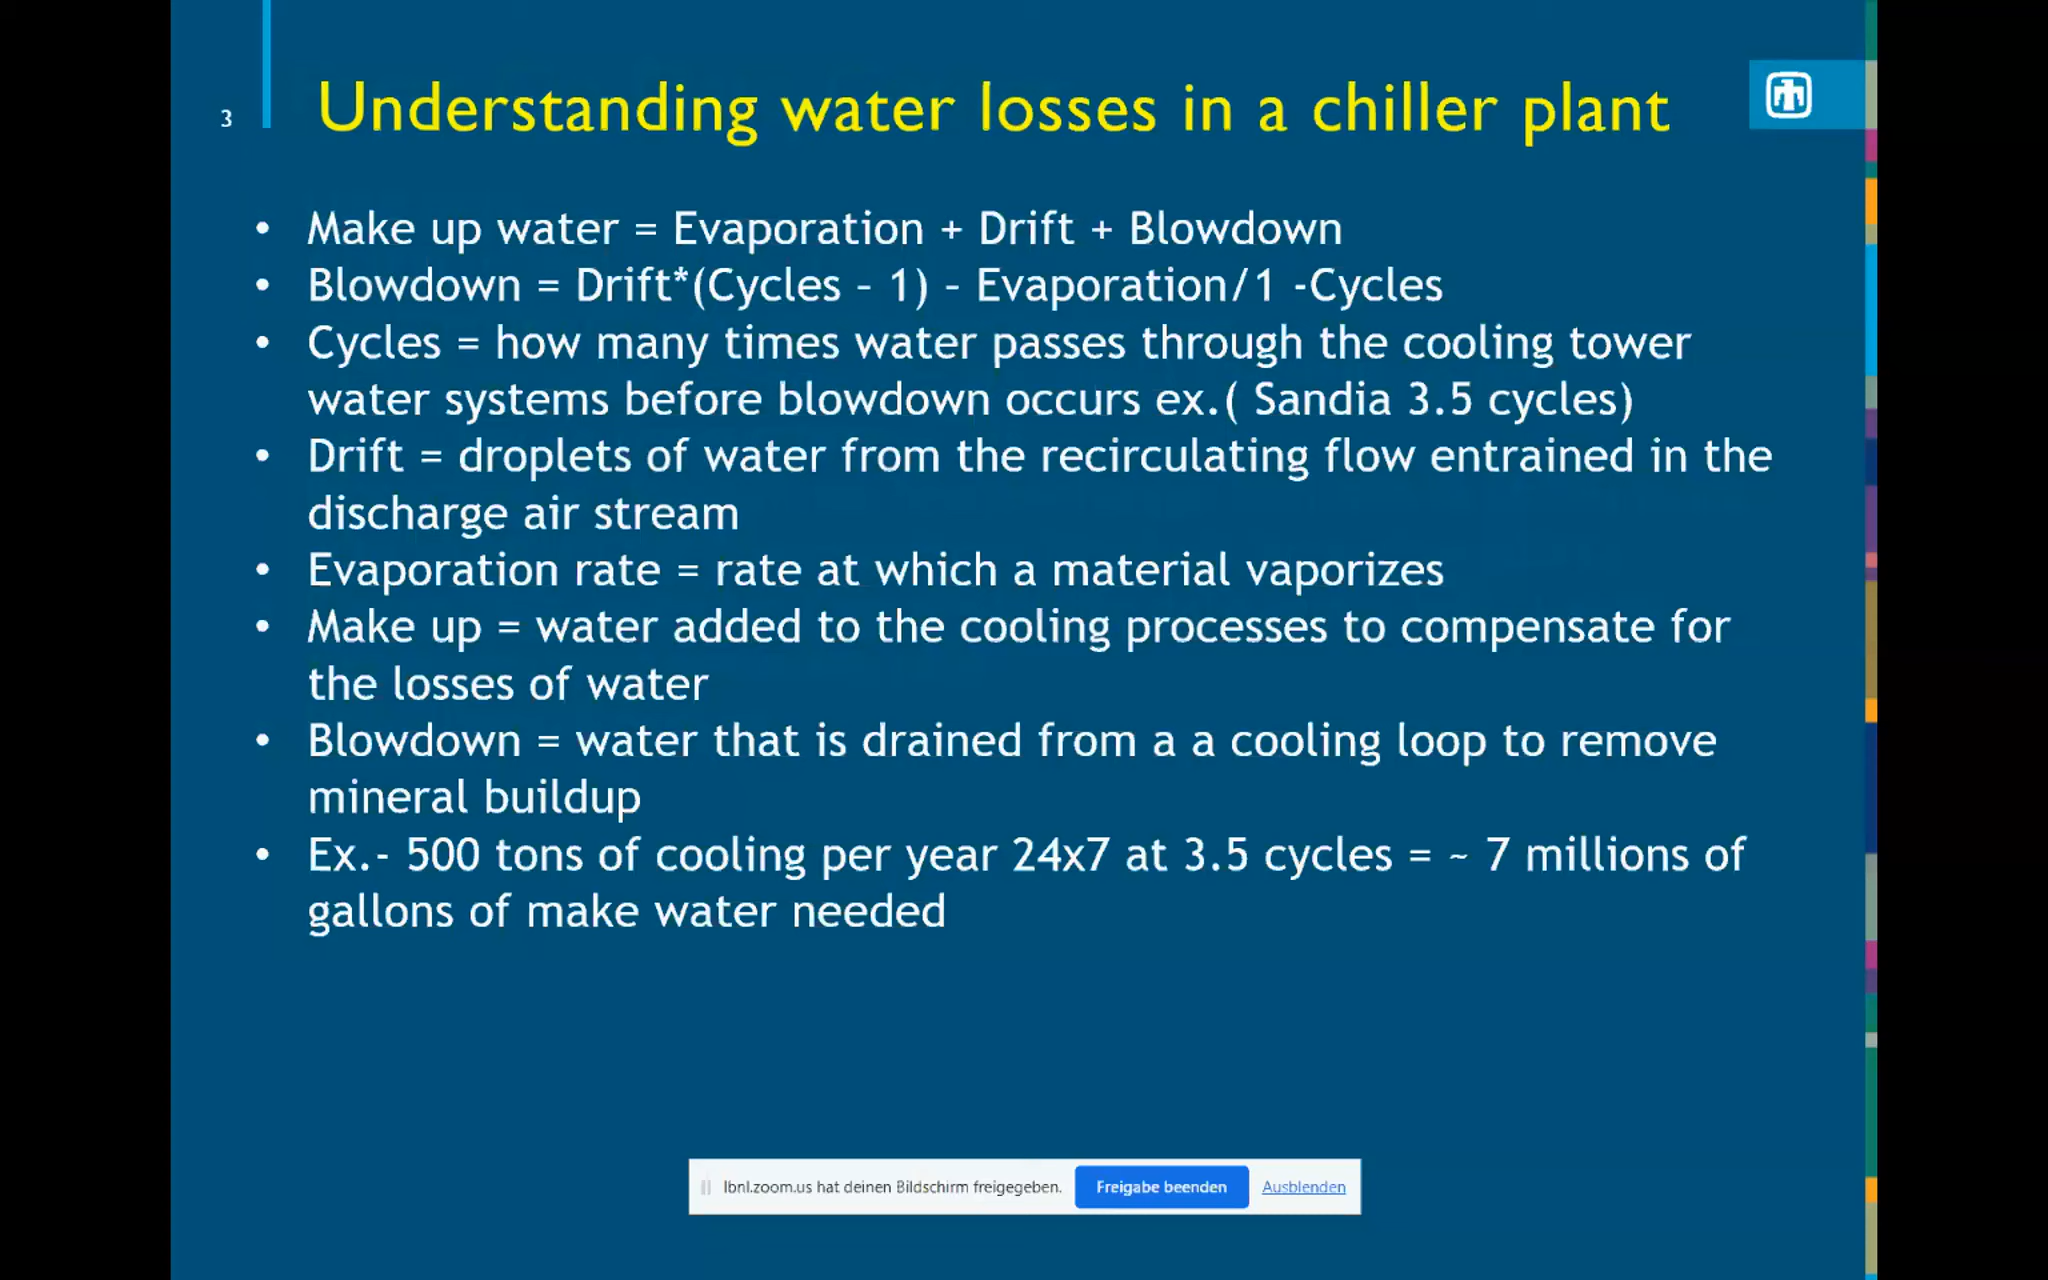 3
Understanding water losses in a chiller plant
• Make up water = Evaporation + Drift + Blowdown
• Blowdown = Drift*(Cycles – 1) – Evaporation/1 -Cycles
• Cycles = how many times water passes through the cooling tower
water systems before blowdown occurs ex.( Sandia 3.5 cycles)
• Drift = droplets of water from the recirculating flow entrained in the
discharge air stream
• Evaporation rate = rate at which a material vaporizes
• Make up = water added to the cooling processes to compensate for
the losses of water
• Blowdown = water that is drained from a a cooling loop to remove
mineral buildup
• Ex.- 500 tons of cooling per year 24x7 at 3.5 cycles = ~ 7 millions of
gallons of make water needed
lbnl.zoom.us hat deinen Bildschirm freigegeben. Freigabe beenden Ausblenden